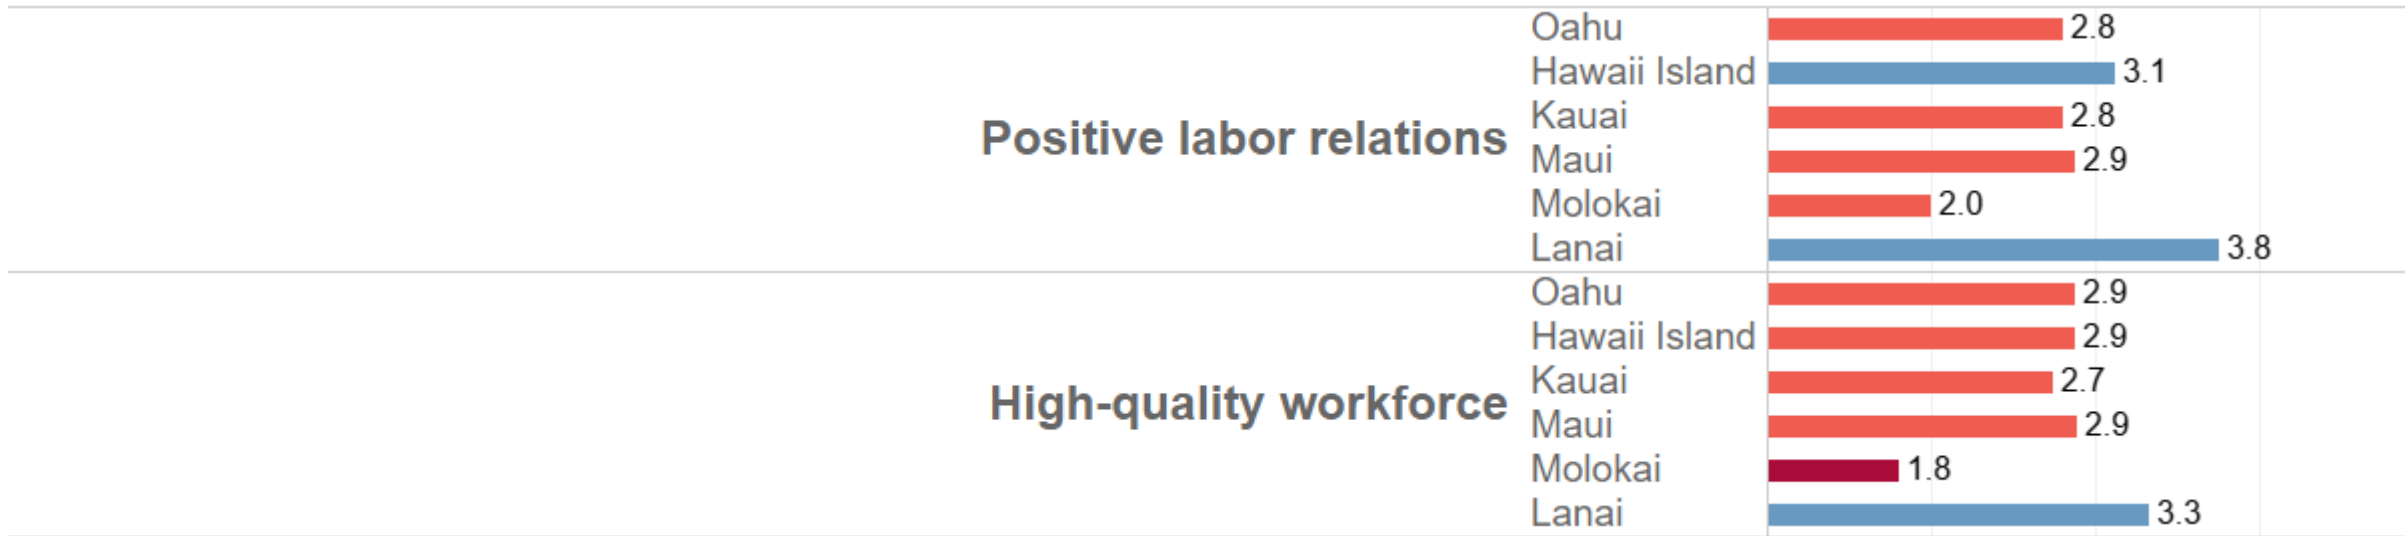 Positive labor relations
Oahu 2.8
Hawaii Island 3.1
Kauai 2.8
Maui 2.9
Molokai 2.0
Lanai 3.8
High-quality workforce
Oahu 2.9
Hawaii Island 2.9
Kauai 2.7
Maui 2.9
Molokai 1.8
Lanai 3.3